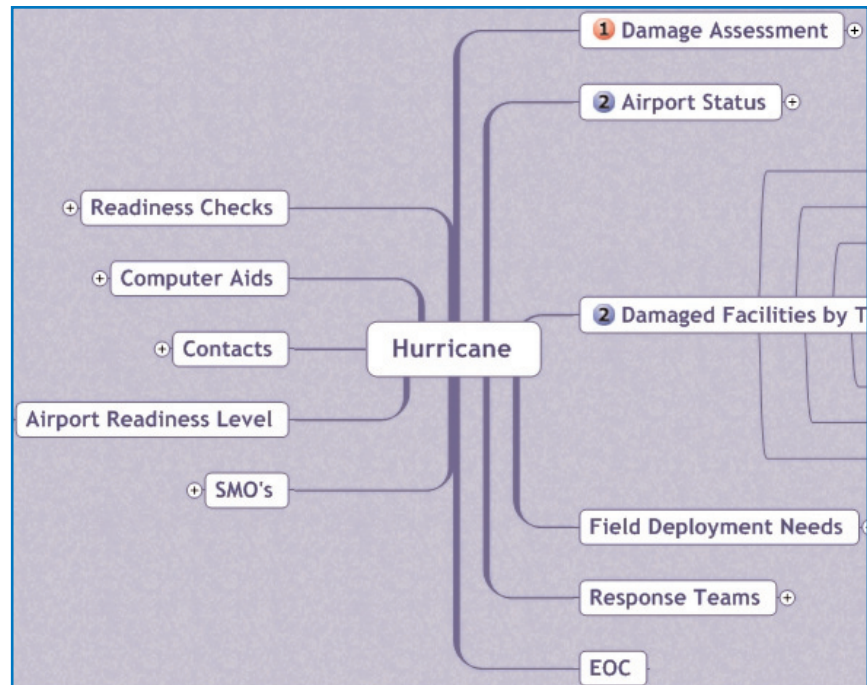 1 Damage Assessment
2 Airport Status
Readiness Checks
Computer Aids
2 Damaged Facilities by T
Contacts
Hurricane
Airport Readiness Level
SMO's
Field Deployment Needs
Response Teams
EOC